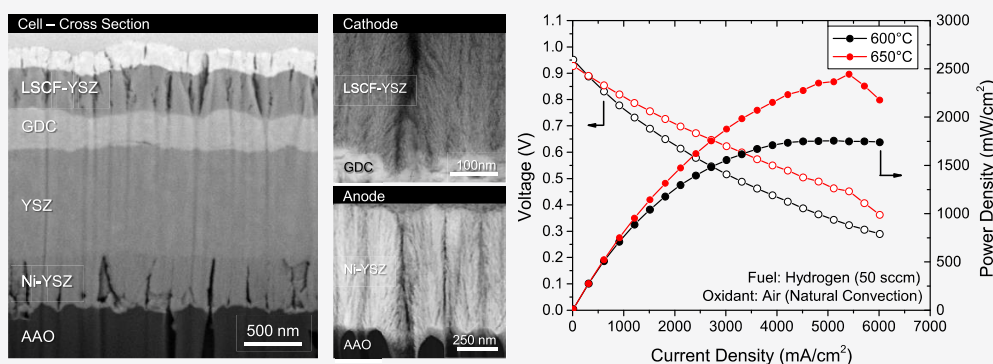 Cell – Cross Section
LSCF-YSZ
GDC
YSZ
Ni-YSZ
AAO
500 nm
Cathode
LSCF-YSZ
GDC
100nm
Anode
Ni-YSZ
AAO
250 nm
1.1
1.0
0.9
0.8
0.7
0.6
0.5
0.4
0.3
0.2
0.1
0.0
Voltage (V)
600°C
650°C
Fuel: Hydrogen (50 sccm)
Oxidant: Air (Natural Convection)
0 1000 2000 3000 4000 5000 6000 7000
Current Density (mA/cm²)
3000
2500
2000
1500
1000
500
0
Power Density (mW/cm²)